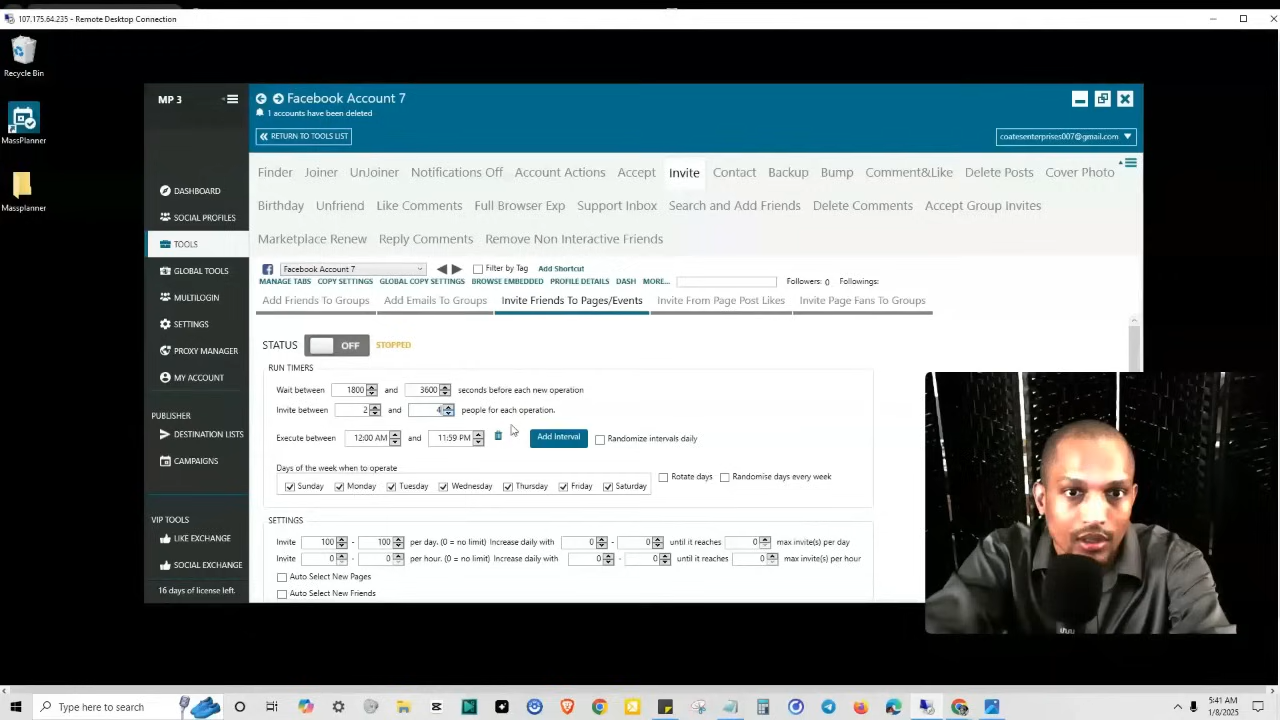 107.175.64.235 - Remote Desktop Connection
Recycle Bin
MassPlanner
Massplanner
MP 3
Facebook Account 7
1 accounts have been deleted
RETURN TO TOOLS LIST
coatesenterprises007@gmail.com
DASHBOARD
SOCIAL PROFILES
TOOLS
GLOBAL TOOLS
MULTILOGIN
SETTINGS
PROXY MANAGER
MY ACCOUNT
PUBLISHER
DESTINATION LISTS
CAMPAIGNS
VIP TOOLS
LIKE EXCHANGE
SOCIAL EXCHANGE
16 days of license left.
Finder Joiner UnJoiner Notifications Off Account Actions Accept Invite Contact Backup Bump Comment&Like Delete Posts Cover Photo
Birthday Unfriend Like Comments Full Browser Exp Support Inbox Search and Add Friends Delete Comments Accept Group Invites
Marketplace Renew Reply Comments Remove Non Interactive Friends
Facebook Account 7 Filter by Tag Add Shortcut
MANAGE TABS COPY SETTINGS GLOBAL COPY SETTINGS BROWSE EMBEDDED PROFILE DETAILS DASH MORE... Followers: 0 Followings:
Add Friends To Groups Add Emails To Groups Invite Friends To Pages/Events Invite From Page Post Likes Invite Page Fans To Groups
STATUS OFF STOPPED
RUN TIMERS
Wait between 1800 and 3600 seconds before each new operation
Invite between 2 and 4 people for each operation.
Execute between 12:00 AM and 11:59 PM Add Interval Randomize intervals daily
Days of the week when to operate
Sunday Monday Tuesday Wednesday Thursday Friday Saturday Rotate days Randomise days every week
SETTINGS
Invite 100 - 100 per day. (0 = no limit) Increase daily with 0 - 0 until it reaches 0 max invite(s) per day
Invite 0 - 0 per hour. (0 = no limit) Increase daily with 0 - 0 until it reaches 0 max invite(s) per hour
Auto Select New Pages
Auto Select New Friends
Type here to search
5:41 AM
1/8/2025